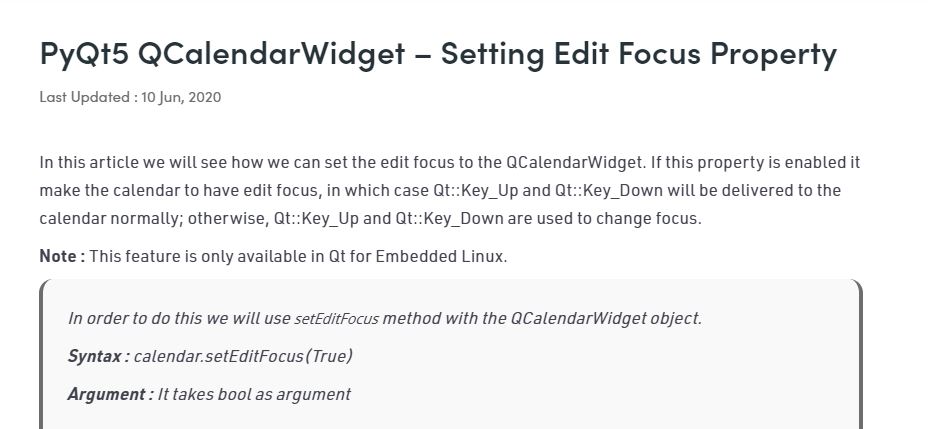 PyQt5 QCalendarWidget – Setting Edit Focus Property
Last Updated : 10 Jun, 2020
In this article we will see how we can set the edit focus to the QCalendarWidget. If this property is enabled it
make the calendar to have edit focus, in which case Qt::Key_Up and Qt::Key_Down will be delivered to the
calendar normally; otherwise, Qt::Key_Up and Qt::Key_Down are used to change focus.
Note : This feature is only available in Qt for Embedded Linux.
In order to do this we will use setEditFocus method with the QCalendarWidget object.
Syntax : calendar.setEditFocus(True)
Argument : It takes bool as argument